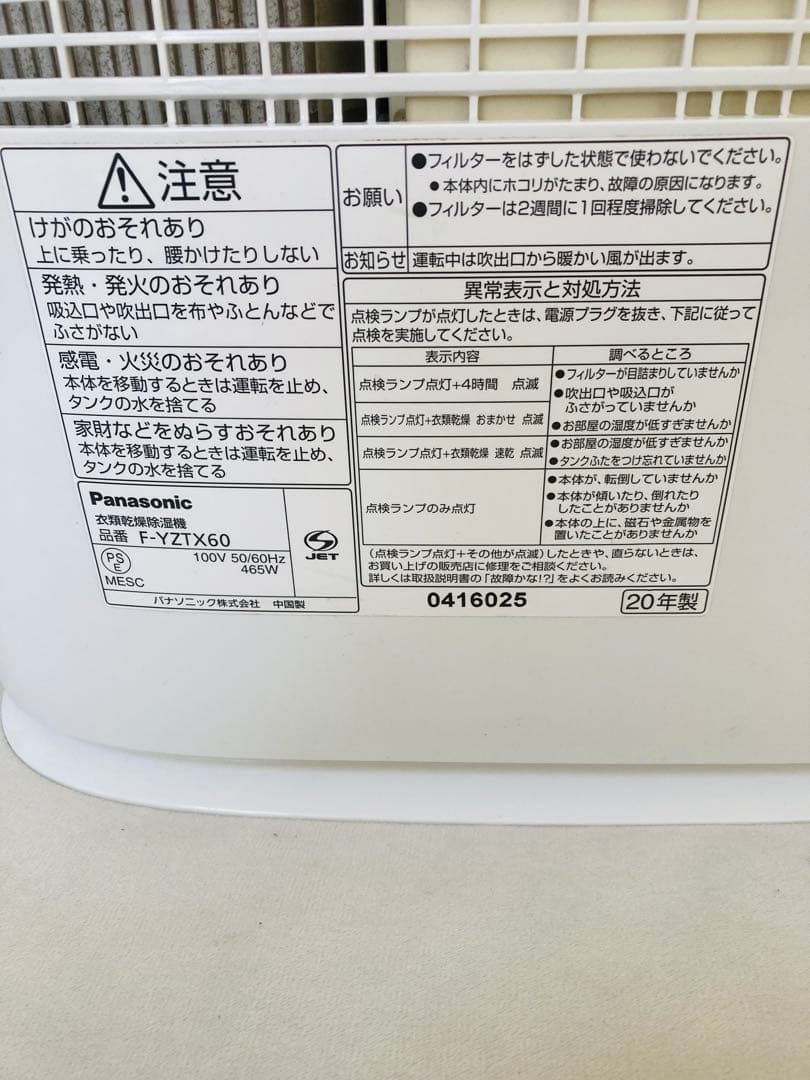 注意
けがのおそれあり
上に乗ったり、腰かけたりしない
発熱・発火のおそれあり
吸込口や吹出口を布やふとんなどで
ふさがない
感電・火災のおそれあり
本体を移動するときは運転を止め、
タンクの水を捨てる
家財などをぬらすおそれあり
本体を移動するときは運転を止め、
タンクの水を捨てる
Panasonic
衣類乾燥除湿機
品番 F-YZTX60
PS
E
MESC
100V 50/60Hz
465W
JET
パナソニック株式会社 中国製
お願い
●フィルターをはずした状態で使わないでください。
●本体内にホコリがたまり、故障の原因になります。
●フィルターは2週間に1回程度掃除してください。
お知らせ 運転中は吹出口から暖かい風が出ます。
異常表示と対処方法
点検ランプが点灯したときは、電源プラグを抜き、下記に従って
点検を実施してください。
表示内容 調べるところ
点検ランプ点灯+4時間 点滅
点検ランプ点灯+衣類乾燥 おまかせ 点滅
●フィルターが目詰まりしていませんか
●吹出口や吸込口が
ふさがっていませんか
●お部屋の湿度が低すぎませんか
点検ランプ点灯+衣類乾燥 速乾 点滅
●お部屋の湿度が低すぎませんか
●タンクふたをつけ忘れていませんか
点検ランプのみ点灯
●本体が、転倒していませんか
●本体が傾いたり、倒れたり
したことがありませんか
●本体の上に、磁石や金属物を
置いたことがありませんか
(点検ランプ点灯+その他が点滅)したときや、直らないときは、
お買い上げの販売店に修理をご相談ください。
詳しくは取扱説明書の「故障かな!?」をよくお読みください。
0416025
20年製